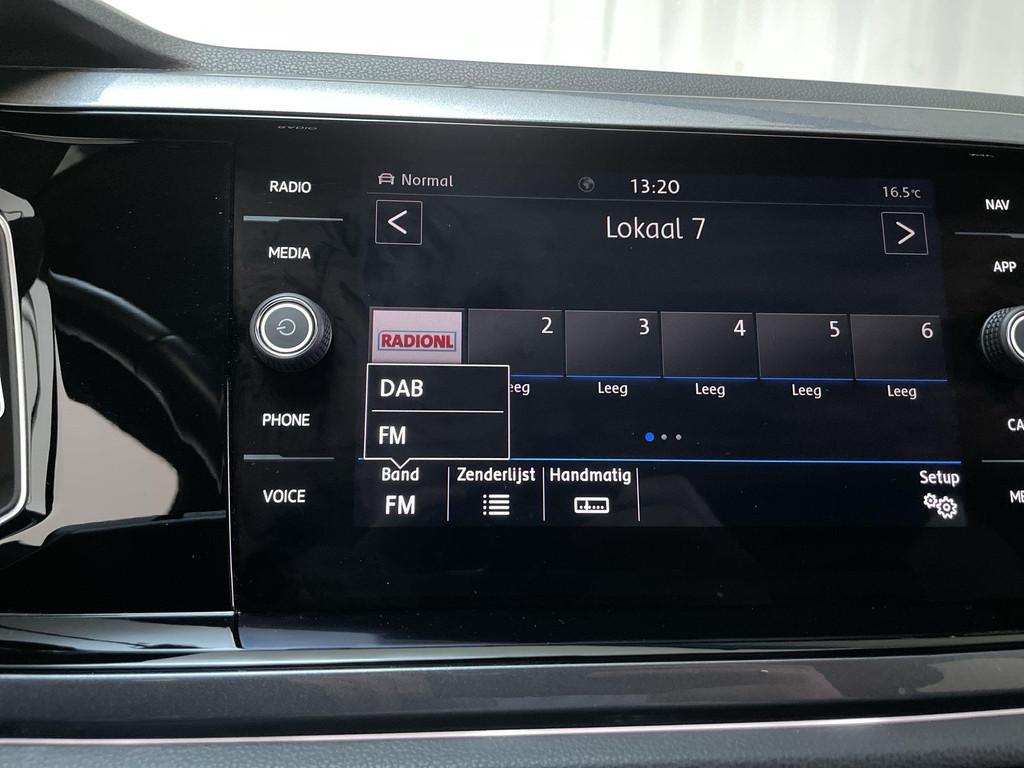 RADIO
MEDIA
PHONE
VOICE
Normal
13:20
16.5°C
<
Lokaal 7
>
RADIONL
2
3
4
5
6
Leeg
Leeg
Leeg
Leeg
DAB
FM
Band
FM
Zenderlijst
Handmatig
Setup
NAV
APP